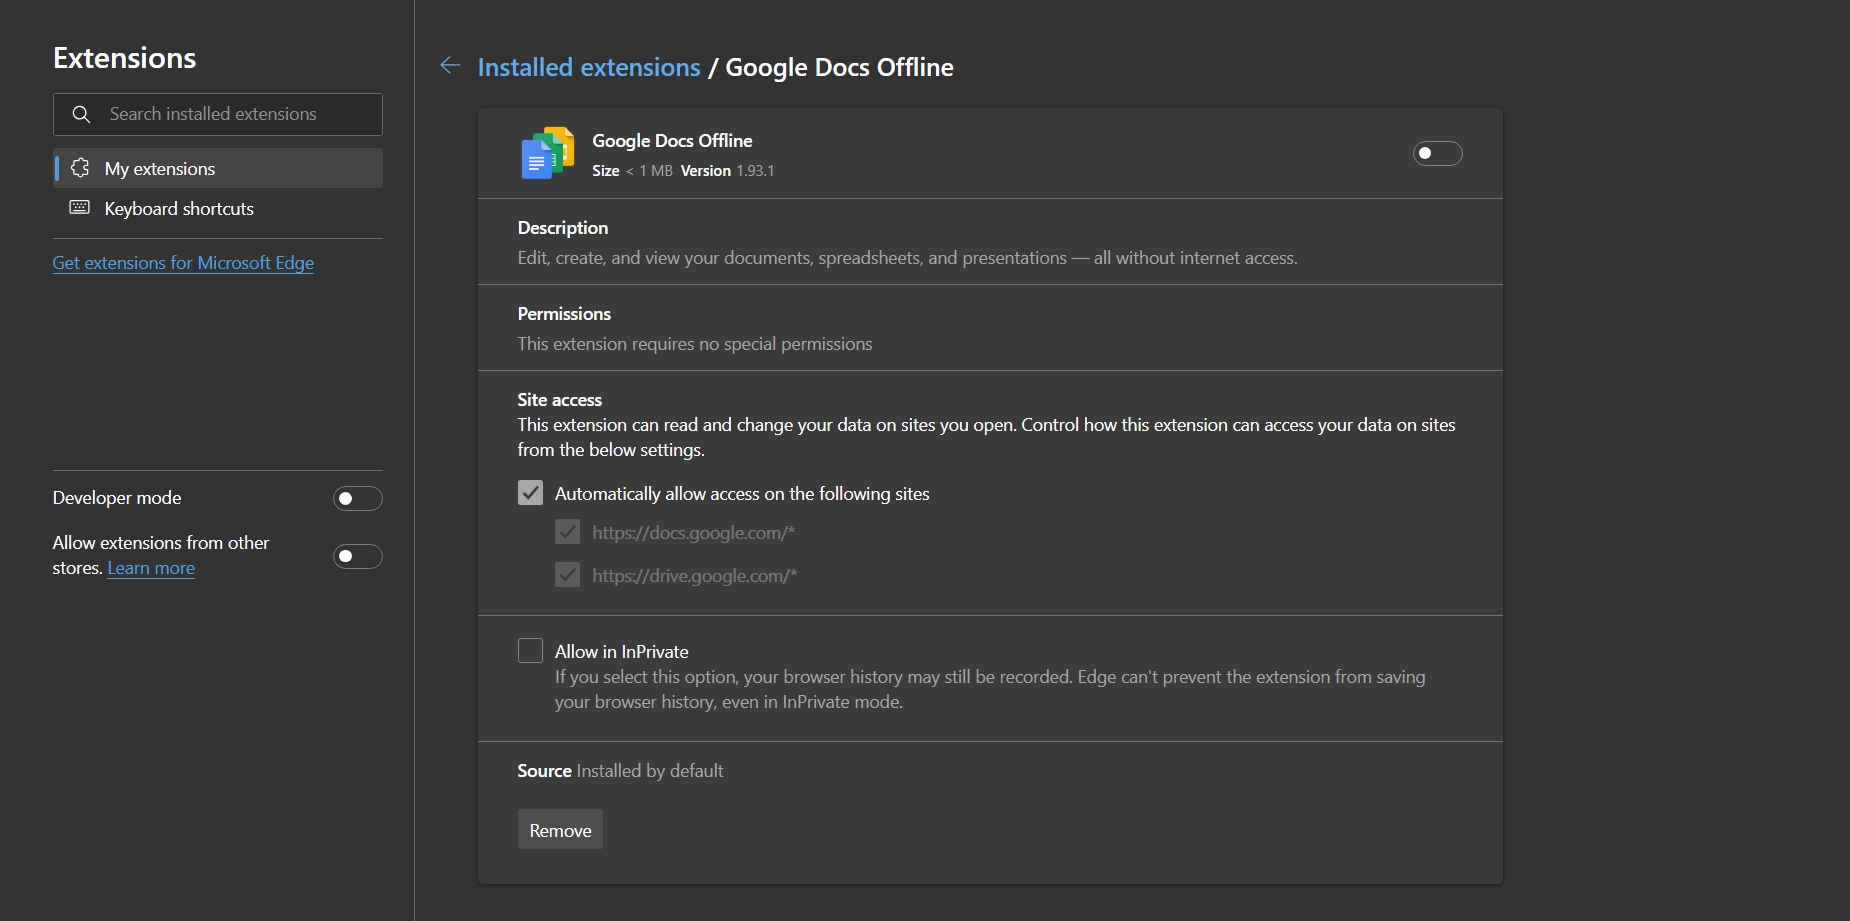 Extensions
Search installed extensions
My extensions
Keyboard shortcuts
Get extensions for Microsoft Edge
Developer mode
Allow extensions from other
stores. Learn more
Installed extensions / Google Docs Offline
Google Docs Offline
Size < 1 MB Version 1.93.1
Description
Edit, create, and view your documents, spreadsheets, and presentations — all without internet access.
Permissions
This extension requires no special permissions
Site access
This extension can read and change your data on sites you open. Control how this extension can access your data on sites
from the below settings.
Automatically allow access on the following sites
https://docs.google.com/*
https://drive.google.com/*
Allow in InPrivate
If you select this option, your browser history may still be recorded. Edge can't prevent the extension from saving
your browser history, even in InPrivate mode.
Source Installed by default
Remove